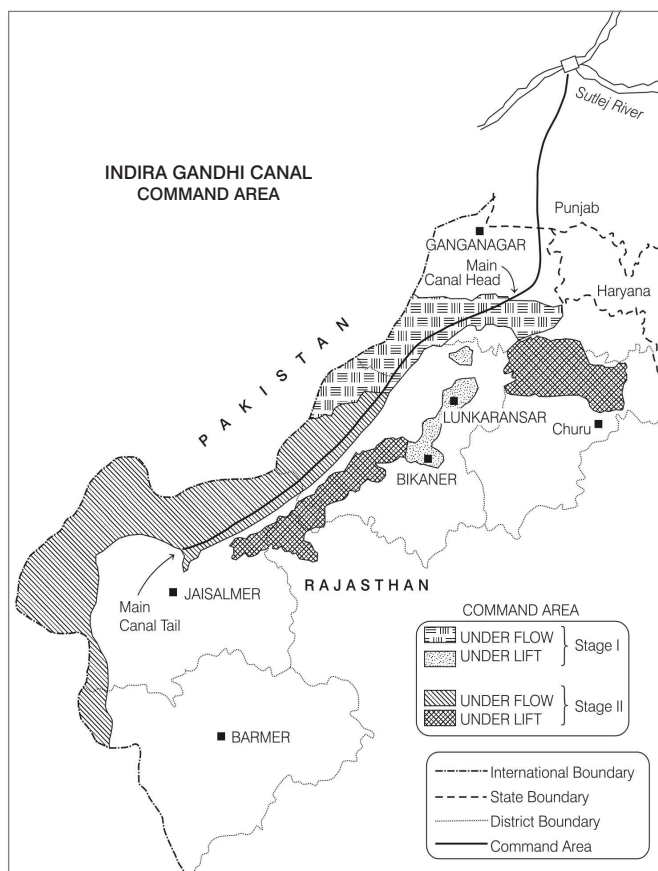 INDIRA GANDHI CANAL
COMMAND AREA
Sutlej River
Punjab
GANGANAGAR
Main
Canal Head
Haryana
PAKISTAN
LUNKARANSAR
Churu
BIKANER
RAJASTHAN
JAISALMER
Main
Canal Tail
BARMER
COMMAND AREA
UNDER FLOW
UNDER LIFT
Stage I
UNDER FLOW
UNDER LIFT
Stage II
International Boundary
State Boundary
District Boundary
Command Area